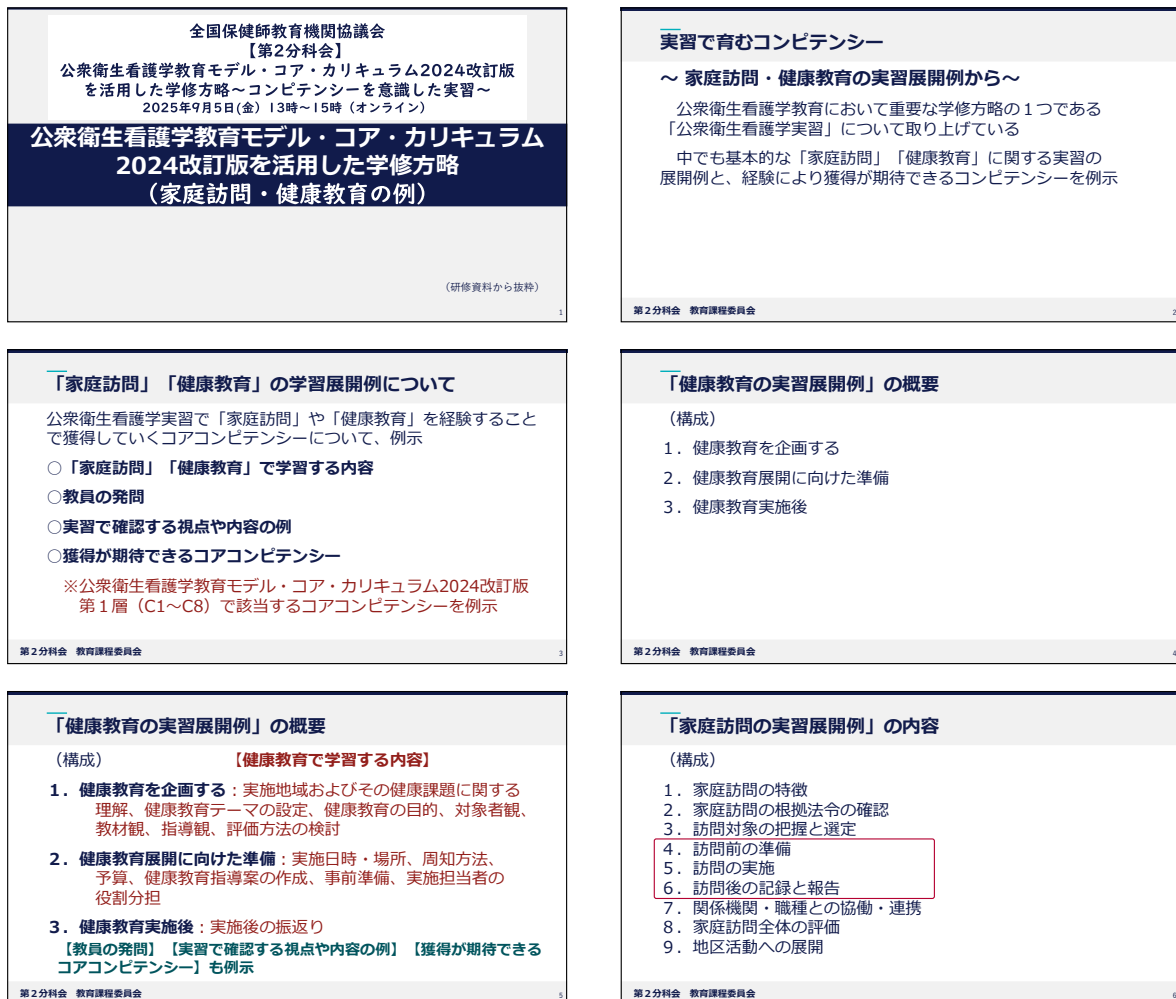 全国保健師教育機関協議会
【第2分科会】
公衆衛生看護学教育モデル・コア・カリキュラム2024改訂版
を活用した学修方略～コンピテンシーを意識した実習～
2025年9月5日(金)13時～15時(オンライン)
公衆衛生看護学教育モデル・コア・カリキュラム
2024改訂版を活用した学修方略
(家庭訪問・健康教育の例)
(研修資料から抜粋)
1
実習で育むコンピテンシー
～ 家庭訪問・健康教育の実習展開例から～
公衆衛生看護学教育において重要な学修方略の1つである
「公衆衛生看護学実習」について取り上げている
中でも基本的な「家庭訪問」「健康教育」に関する実習の
展開例と、経験により獲得が期待できるコンピテンシーを例示
第2分科会 教育課程委員会
2
「家庭訪問」「健康教育」の学習展開例について
公衆衛生看護学実習で「家庭訪問」や「健康教育」を経験すること
で獲得していくコアコンピテンシーについて、例示
○「家庭訪問」「健康教育」で学習する内容
○教員の発問
○実習で確認する視点や内容の例
○獲得が期待できるコアコンピテンシー
※公衆衛生看護学教育モデル・コア・カリキュラム2024改訂版
第1層(C1～C8)で該当するコアコンピテンシーを例示
第2分科会 教育課程委員会
3
「健康教育の実習展開例」の概要
(構成)
1.健康教育を企画する
2.健康教育展開に向けた準備
3.健康教育実施後
第2分科会 教育課程委員会
4
「健康教育の実習展開例」の概要
(構成) 【健康教育で学習する内容】
1.健康教育を企画する:実施地域およびその健康課題に関する
理解、健康教育テーマの設定、健康教育の目的、対象者観、
教材観、指導観、評価方法の検討
2.健康教育展開に向けた準備:実施日時・場所、周知方法、
予算、健康教育指導案の作成、事前準備、実施担当者の
役割分担
3.健康教育実施後:実施後の振返り
【教員の発問】【実習で確認する視点や内容の例】【獲得が期待できる
コアコンピテンシー】も例示
第2分科会 教育課程委員会
5
「家庭訪問の実習展開例」の内容
(構成)
1.家庭訪問の特徴
2.家庭訪問の根拠法令の確認
3.訪問対象の把握と選定
4.訪問前の準備
5.訪問の実施
6.訪問後の記録と報告
7.関係機関・職種との協働・連携
8.家庭訪問全体の評価
9.地区活動への展開
第2分科会 教育課程委員会
6